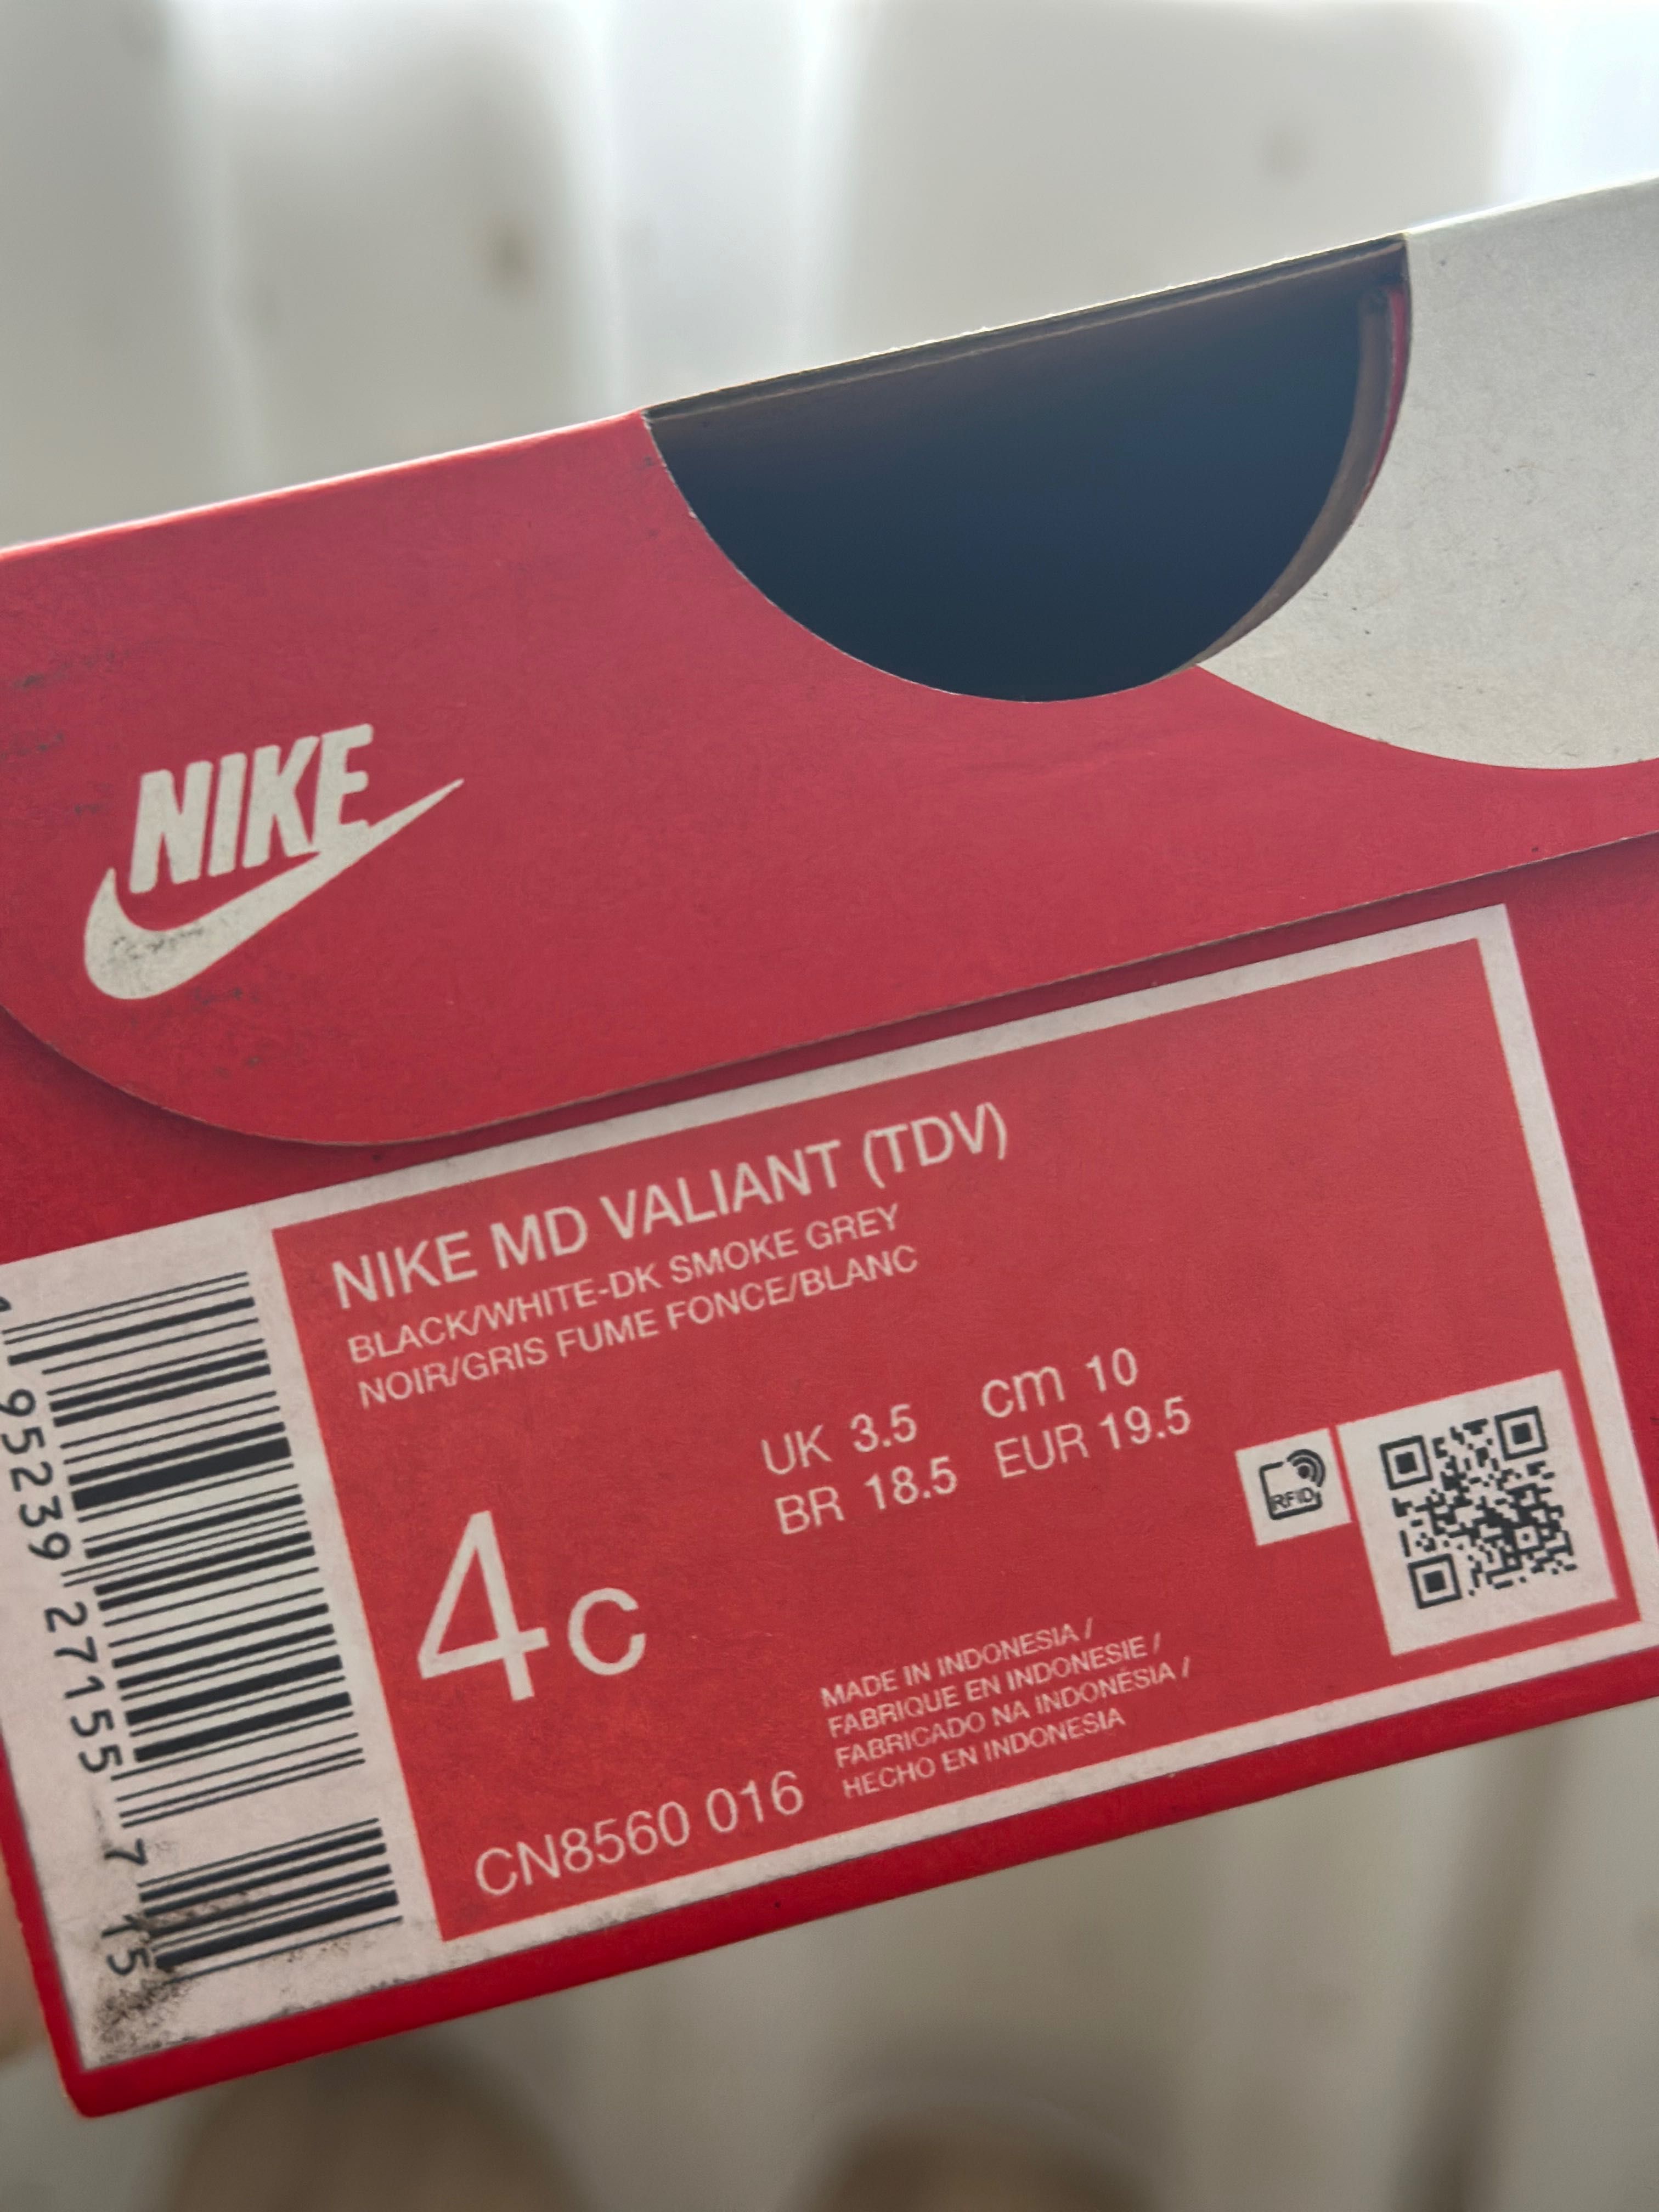 NIKE
NIKE MD VALIANT (TDV)
BLACK/WHITE-DK SMOKE GREY
NOIR/GRIS FUME FONCE/BLANC
UK 3.5 cm 10
BR 18.5 EUR 19.5
4c
RFID
MADE IN INDONESIA /
FABRIQUE EN INDONESIE /
FABRICADO NA INDONÉSIA /
HECHO EN INDONESIA
CN8560 016
95239 27155 7 15